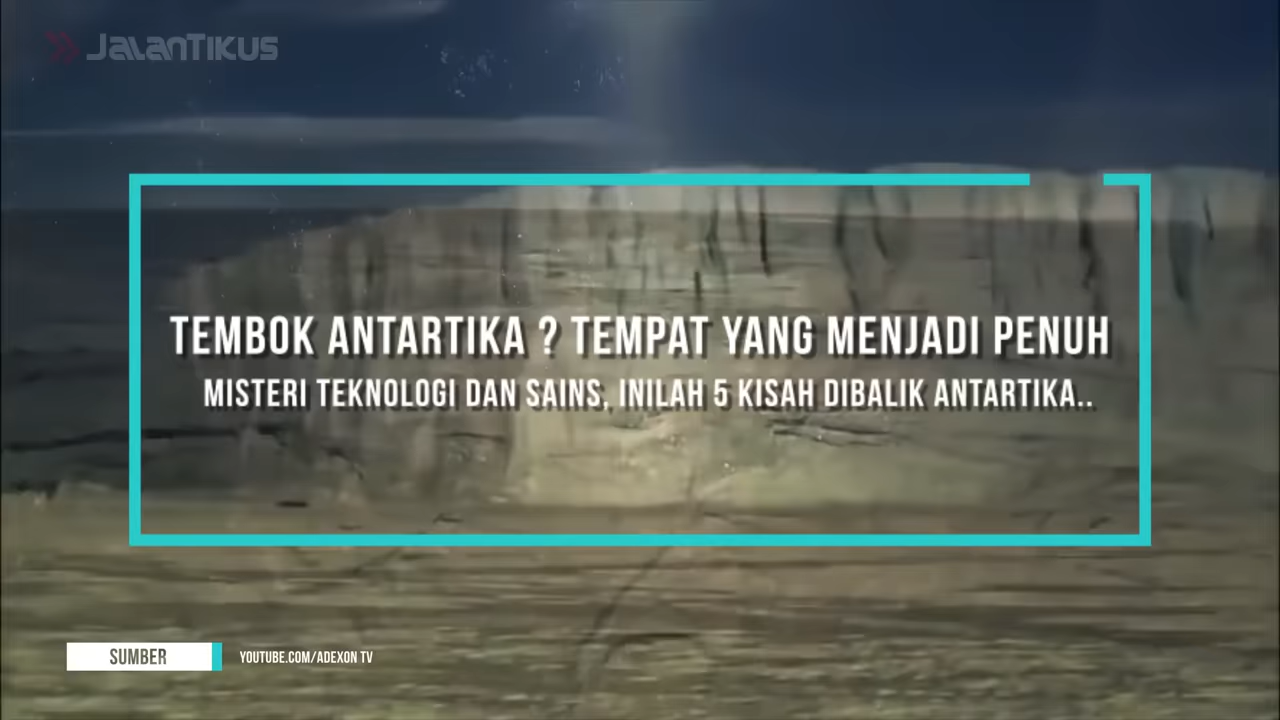 JALANTIKUS
TEMBOK ANTARTIKA ? TEMPAT YANG MENJADI PENUH
MISTERI TEKNOLOGI DAN SAINS, INILAH 5 KISAH DIBALIK ANTARTIKA..
SUMBER
YOUTUBE.COM/ADEXON TV